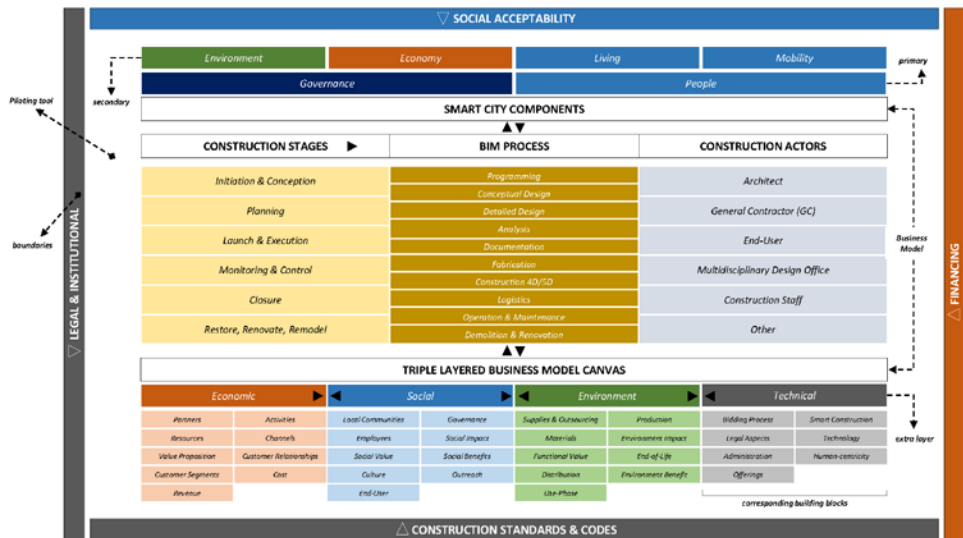 ▽ SOCIAL ACCEPTABILITY
Environment
Economy
Living
Mobility
Governance
People
primary
secondary
Piloting tool
SMART CITY COMPONENTS
CONSTRUCTION STAGES
BIM PROCESS
CONSTRUCTION ACTORS
Initiation & Conception
Planning
Launch & Execution
Monitoring & Control
Closure
Restore, Renovate, Remodel
Programming
Conceptual Design
Detailed Design
Analysis
Documentation
Fabrication
Construction 4D/5D
Logistics
Operation & Maintenance
Demolition & Renovation
Architect
General Contractor (GC)
End-User
Multidisciplinary Design Office
Construction Staff
Other
boundaries
Business
Model
▽ LEGAL & INSTITUTIONAL
△ FINANCING
TRIPLE LAYERED BUSINESS MODEL CANVAS
Economic
Social
Environment
Technical
extra layer
Partners
Activities
Resources
Channels
Value Proposition
Customer Relationships
Customer Segments
Cost
Revenue
Local Communities
Governance
Employees
Social Impact
Social Value
Social Benefits
Culture
Outreach
End-User
Supplies & Outsourcing
Production
Materials
Environment Impact
Functional Value
End-of-Life
Distribution
Environment Benefit
Use-Phase
Bidding Process
Smart Construction
Legal Aspects
Technology
Administration
Human-centricity
Offerings
corresponding building blocks
△ CONSTRUCTION STANDARDS & CODES